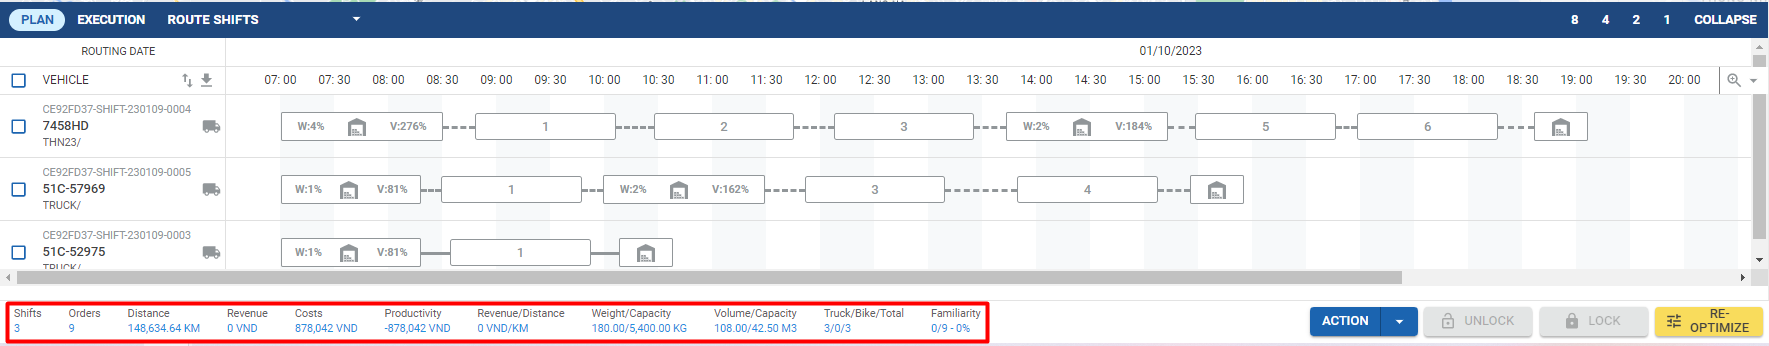 PLAN EXECUTION ROUTE SHIFTS 8 4 2 1 COLLAPSE
ROUTING DATE 01/10/2023
VEHICLE 07: 00 07: 30 08: 00 08: 30 09: 00 09: 30 10: 00 10: 30 11: 00 11: 30 12: 00 12: 30 13: 00 13: 30 14: 00 14: 30 15: 00 15: 30 16: 00 16: 30 17: 00 17: 30 18: 00 18: 30 19: 00 19: 30 20: 00
CE92FD37-SHIFT-230109-0004
7458HD W:4% V:276% 1 2 3 W:2% V:184% 5 6
THN23/
CE92FD37-SHIFT-230109-0005
51C-57969 W:1% V:81% 1 W:2% V:162% 3 4
TRUCK/
CE92FD37-SHIFT-230109-0003
51C-52975 W:1% V:81% 1
TRUCK/
Shifts Orders Distance Revenue Costs Productivity Revenue/Distance Weight/Capacity Volume/Capacity Truck/Bike/Total Familiarity
3 9 148,634.64 KM 0 VND 878,042 VND -878,042 VND 0 VND/KM 180.00/5,400.00 KG 108.00/42.50 M3 3/0/3 0/9 - 0%
ACTION UNLOCK LOCK RE-
OPTIMIZE